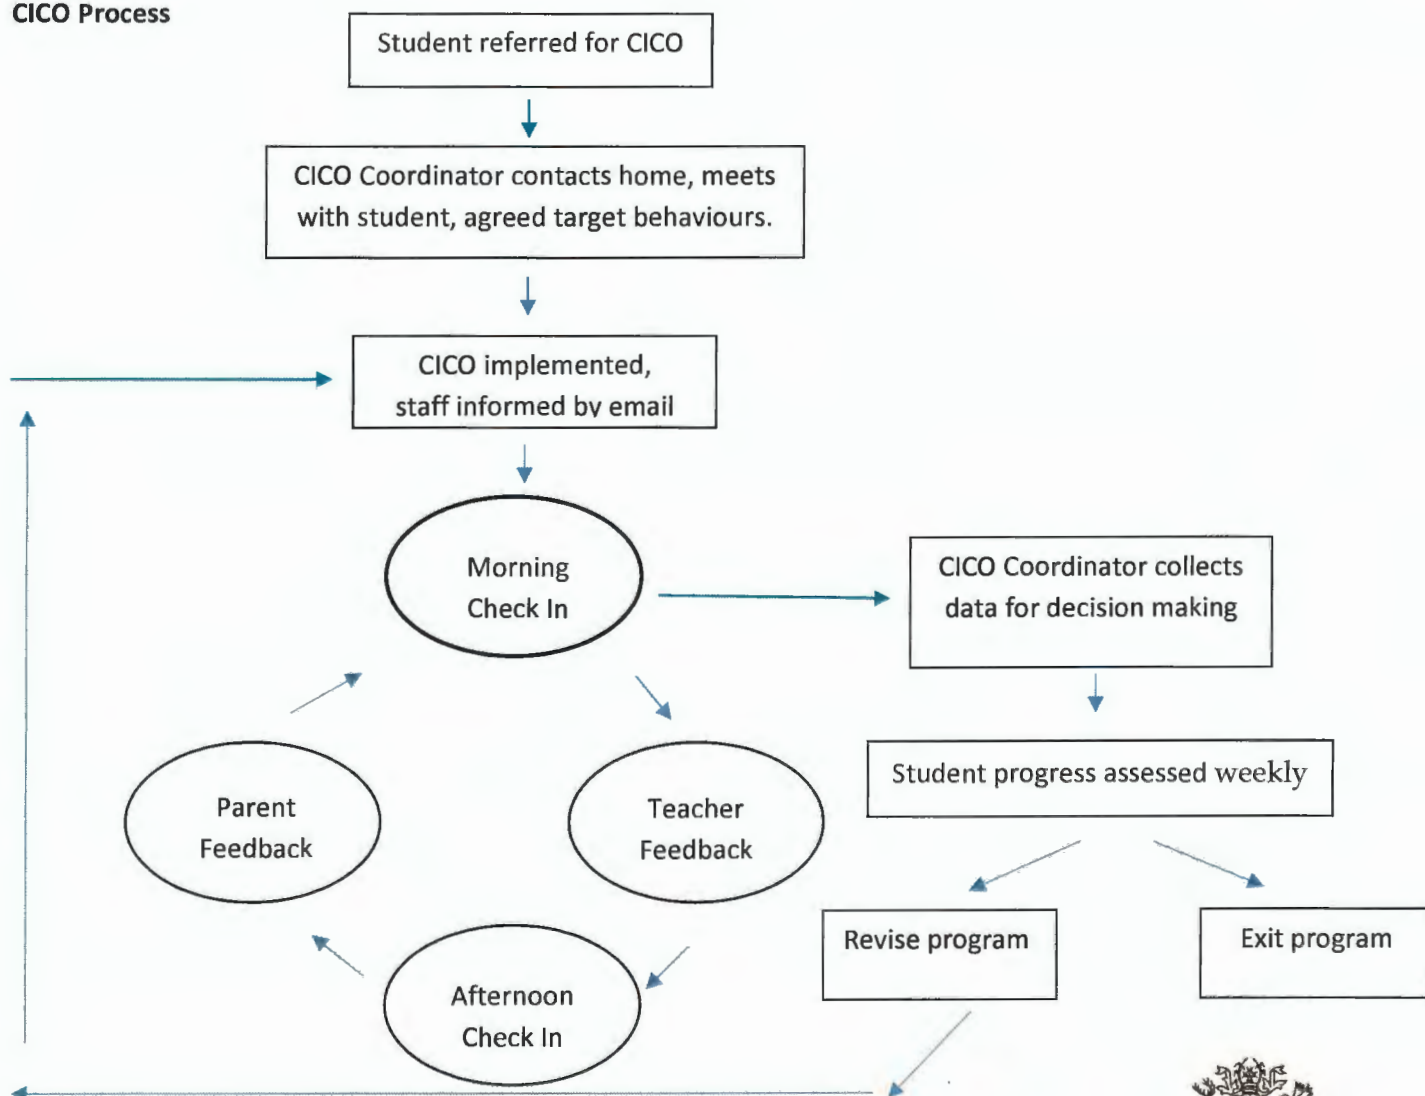 CICO Process
Student referred for CICO
CICO Coordinator contacts home, meets
with student, agreed target behaviours.
CICO implemented,
staff informed by email
Morning
Check In
CICO Coordinator collects
data for decision making
Student progress assessed weekly
Parent
Feedback
Teacher
Feedback
Revise program
Exit program
Afternoon
Check In